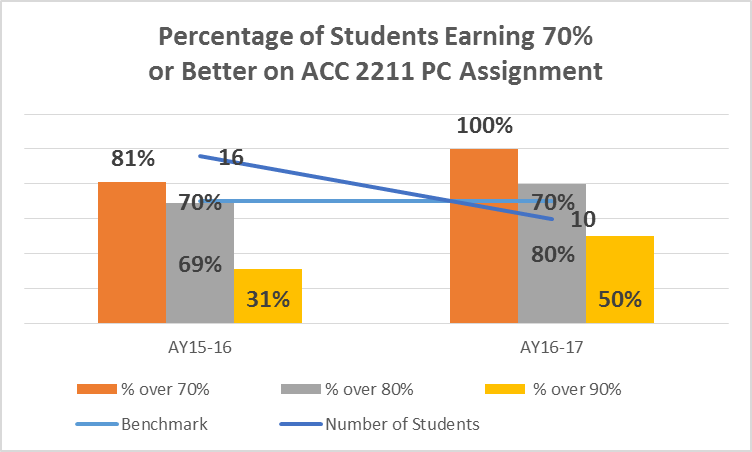 Percentage of Students Earning 70%
or Better on ACC 2211 PC Assignment
100%
81%
16
70%
70%
10
69%
80%
31%
50%
AY15-16
AY16-17
% over 70%
% over 80%
% over 90%
Benchmark
Number of Students